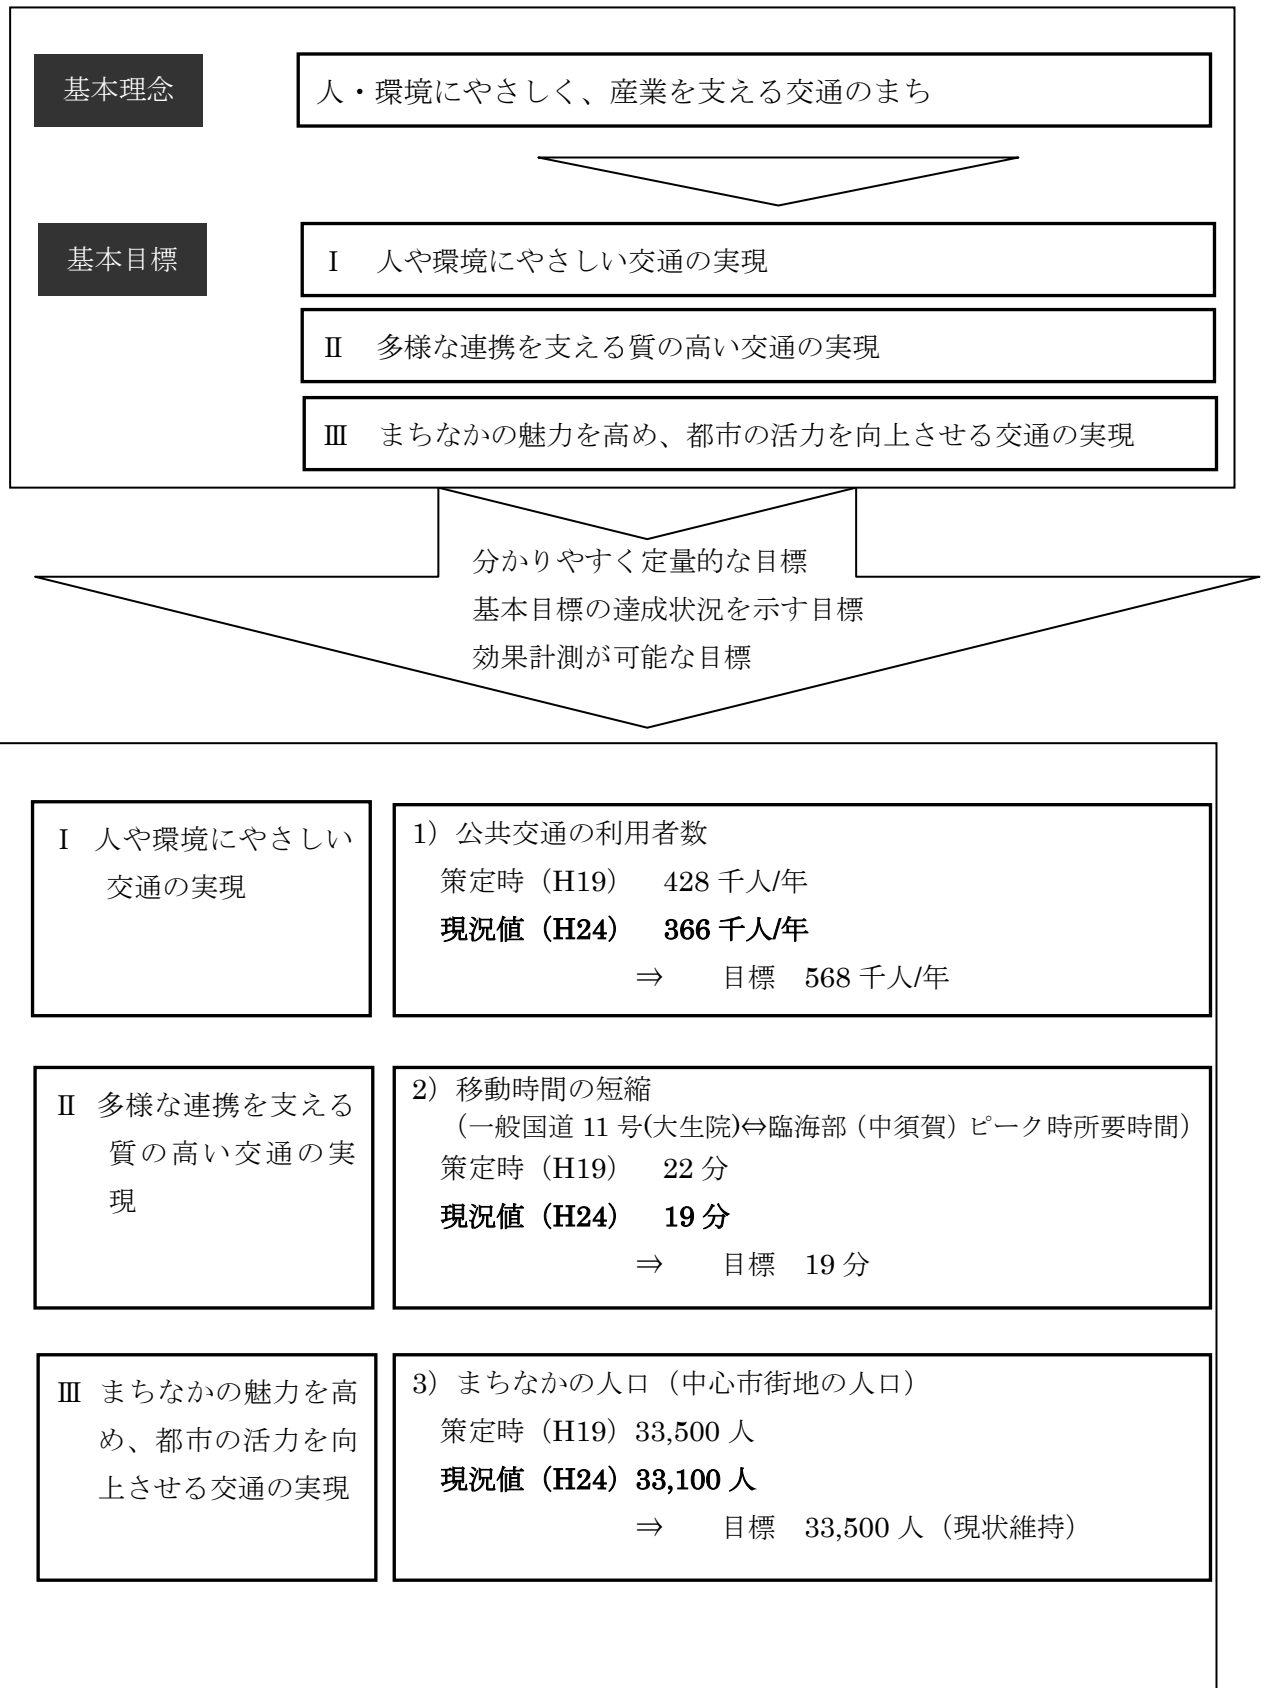 基本理念
人・環境にやさしく、産業を支える交通のまち
基本目標
Ⅰ 人や環境にやさしい交通の実現
Ⅱ 多様な連携を支える質の高い交通の実現
Ⅲ まちなかの魅力を高め、都市の活力を向上させる交通の実現
分かりやすく定量的な目標
基本目標の達成状況を示す目標
効果計測が可能な目標
Ⅰ 人や環境にやさしい
交通の実現
1）公共交通の利用者数
策定時（H19） 428 千人/年
現況値（H24） 366 千人/年
⇒ 目標 568 千人/年
Ⅱ 多様な連携を支える
質の高い交通の実
現
2）移動時間の短縮
（一般国道 11 号(大生院)⇔臨海部（中須賀）ピーク時所要時間）
策定時（H19） 22 分
現況値（H24） 19 分
⇒ 目標 19 分
Ⅲ まちなかの魅力を高
め、都市の活力を向
上させる交通の実現
3）まちなかの人口（中心市街地の人口）
策定時（H19）33,500 人
現況値（H24）33,100 人
⇒ 目標 33,500 人（現状維持）